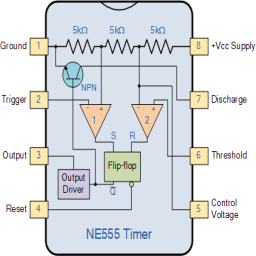 5kΩ 5kΩ 5kΩ
Ground 1 8 +Vcc Supply
NPN
Trigger 2 7 Discharge
1 2
S R
Output 3 6 Threshold
Flip-flop
Output
Driver
Q
Reset 4 5 Control
Voltage
NE555 Timer